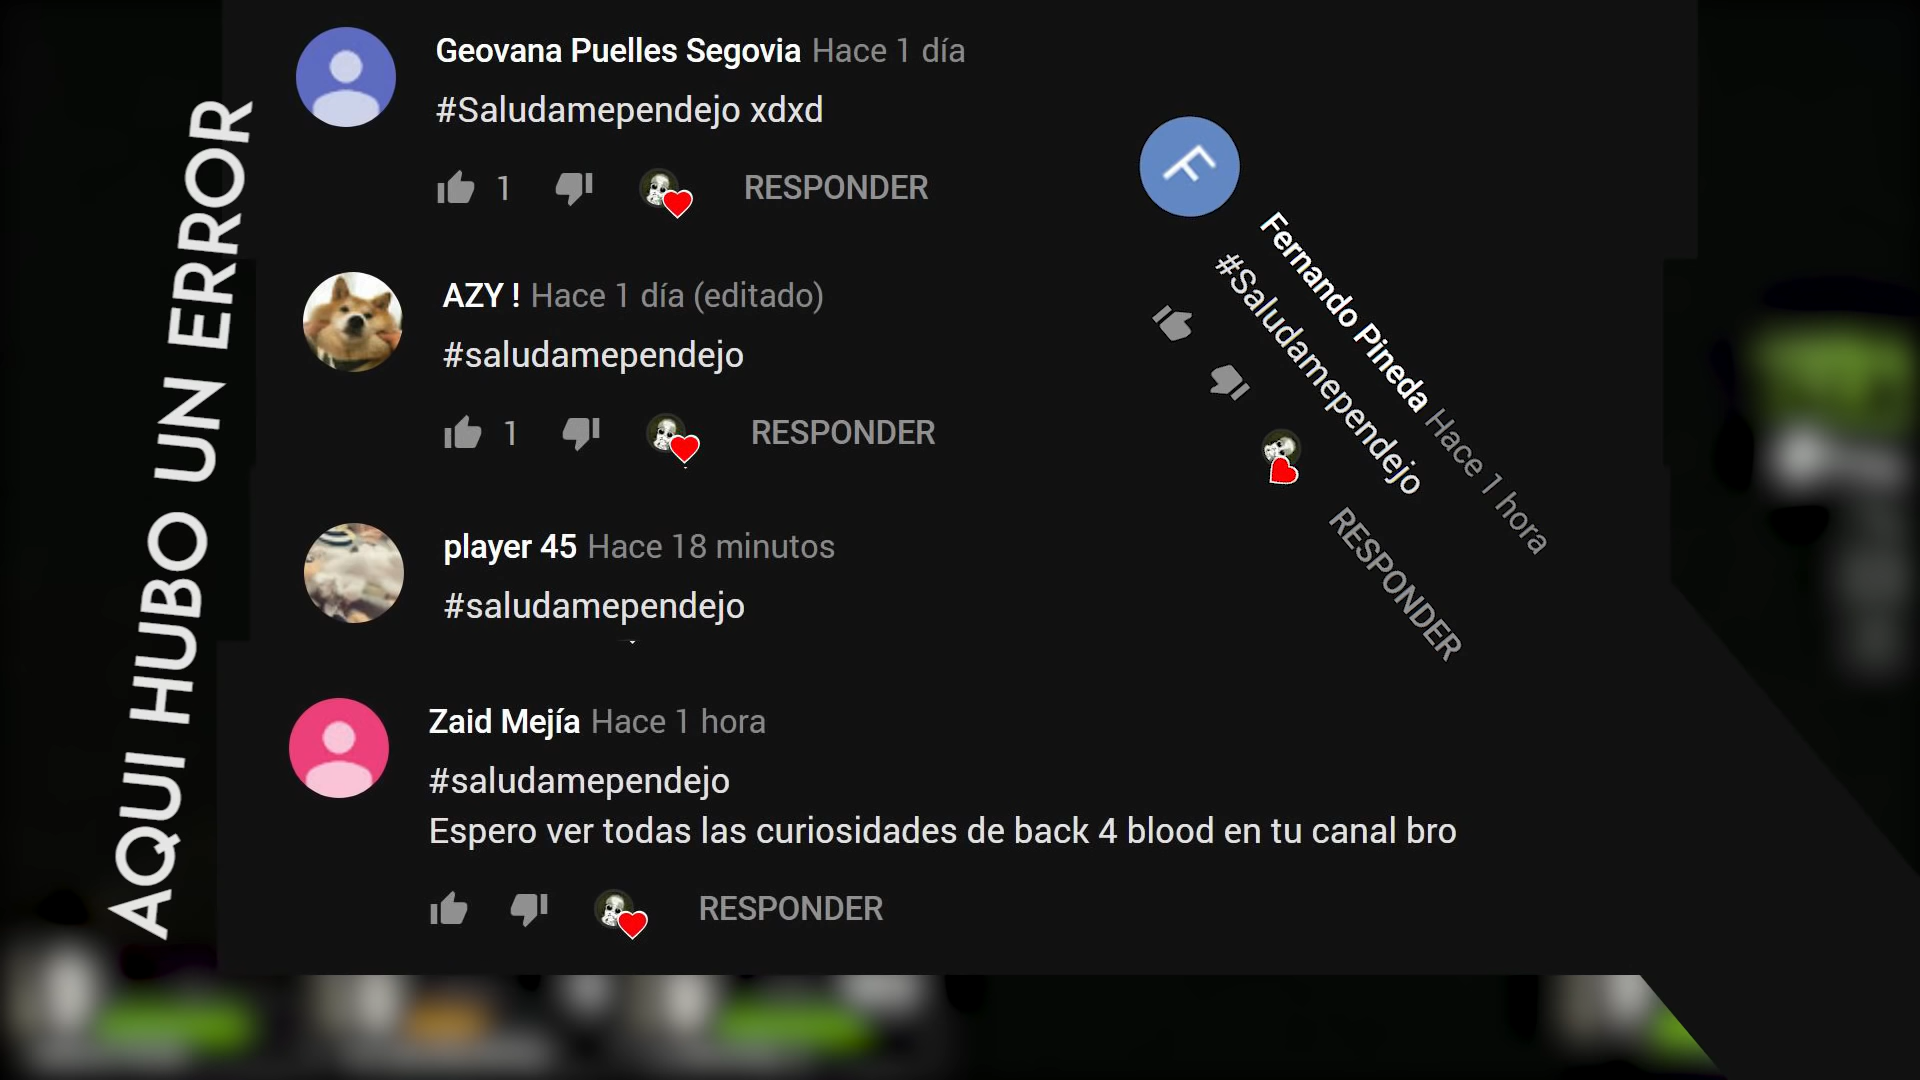 AQUI HUBO UN ERROR
Geovana Puelles Segovia Hace 1 día
#Saludamependejo xdxd
1 RESPONDER
AZY ! Hace 1 día (editado)
#saludamependejo
1 RESPONDER
player 45 Hace 18 minutos
#saludamependejo
Zaid Mejía Hace 1 hora
#saludamependejo
Espero ver todas las curiosidades de back 4 blood en tu canal bro
RESPONDER
F
Fernando Pineda Hace 1 hora
#Saludamependejo
RESPONDER